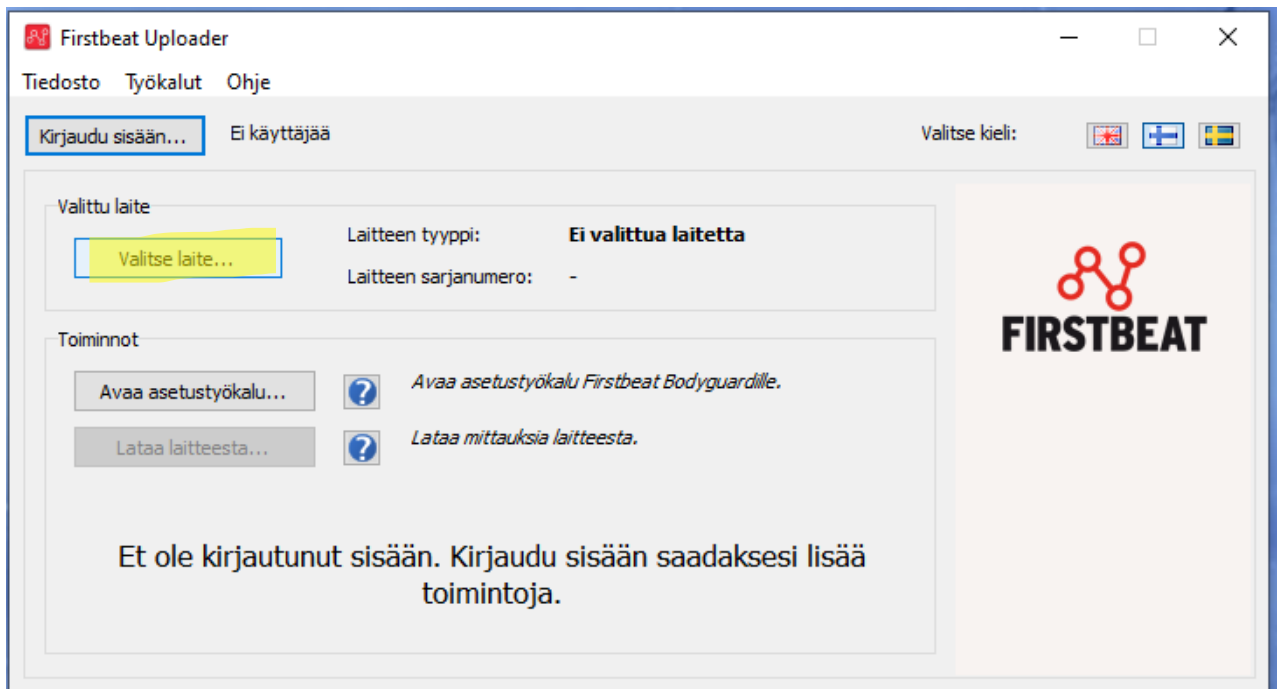 Firstbeat Uploader
Tiedosto Työkalut Ohje
Kirjaudu sisään... Ei käyttäjää Valitse kieli:
Valittu laite
Valitse laite... Laitteen tyyppi: Ei valittua laitetta
Laitteen sarjanumero: -
FIRSTBEAT
Toiminnot
Avaa asetustyökalu... ? Avaa asetustyökalu Firstbeat Bodyguardille.
Lataa laitteesta... ? Lataa mittauksia laitteesta.
Et ole kirjautunut sisään. Kirjaudu sisään saadaksesi lisää
toimintoja.